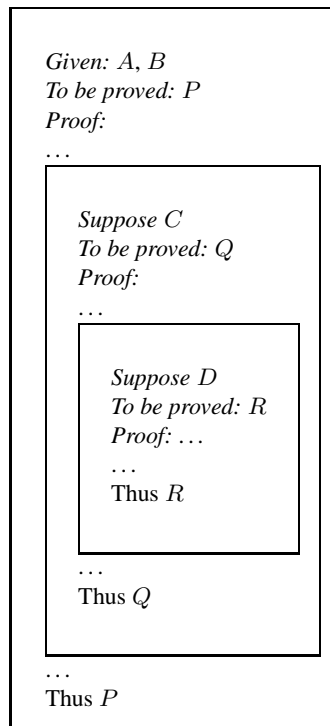 Given: A, B
To be proved: P
Proof:
...
Suppose C
To be proved: Q
Proof:
...
Suppose D
To be proved: R
Proof: ...
...
Thus R
...
Thus Q
...
Thus P